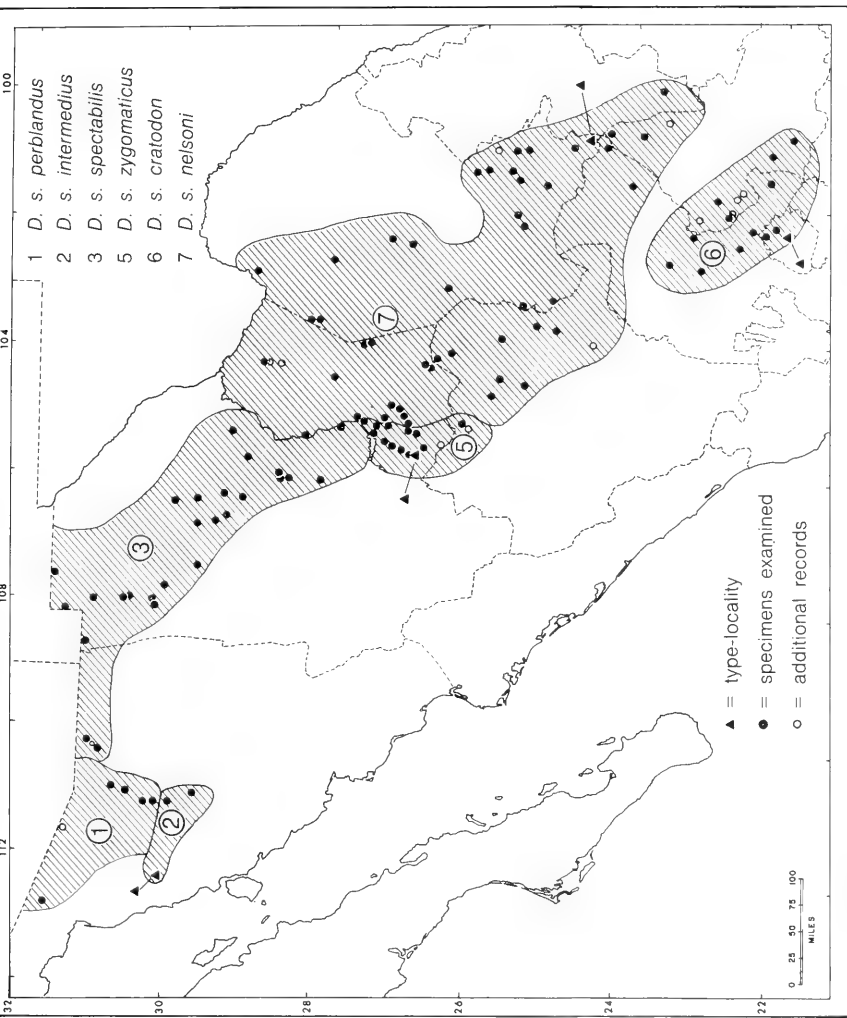 100
104
108
112
32
30
28
26
24
22
1 D. s. perblandus
2 D. s. intermedius
3 D. s. spectabilis
5 D. s. zygomaticus
6 D. s. cratodon
7 D. s. nelsoni
1
2
3
5
6
7
▲ = type-locality
● = specimens examined
○ = additional records
0 25 50 75 100
MILES